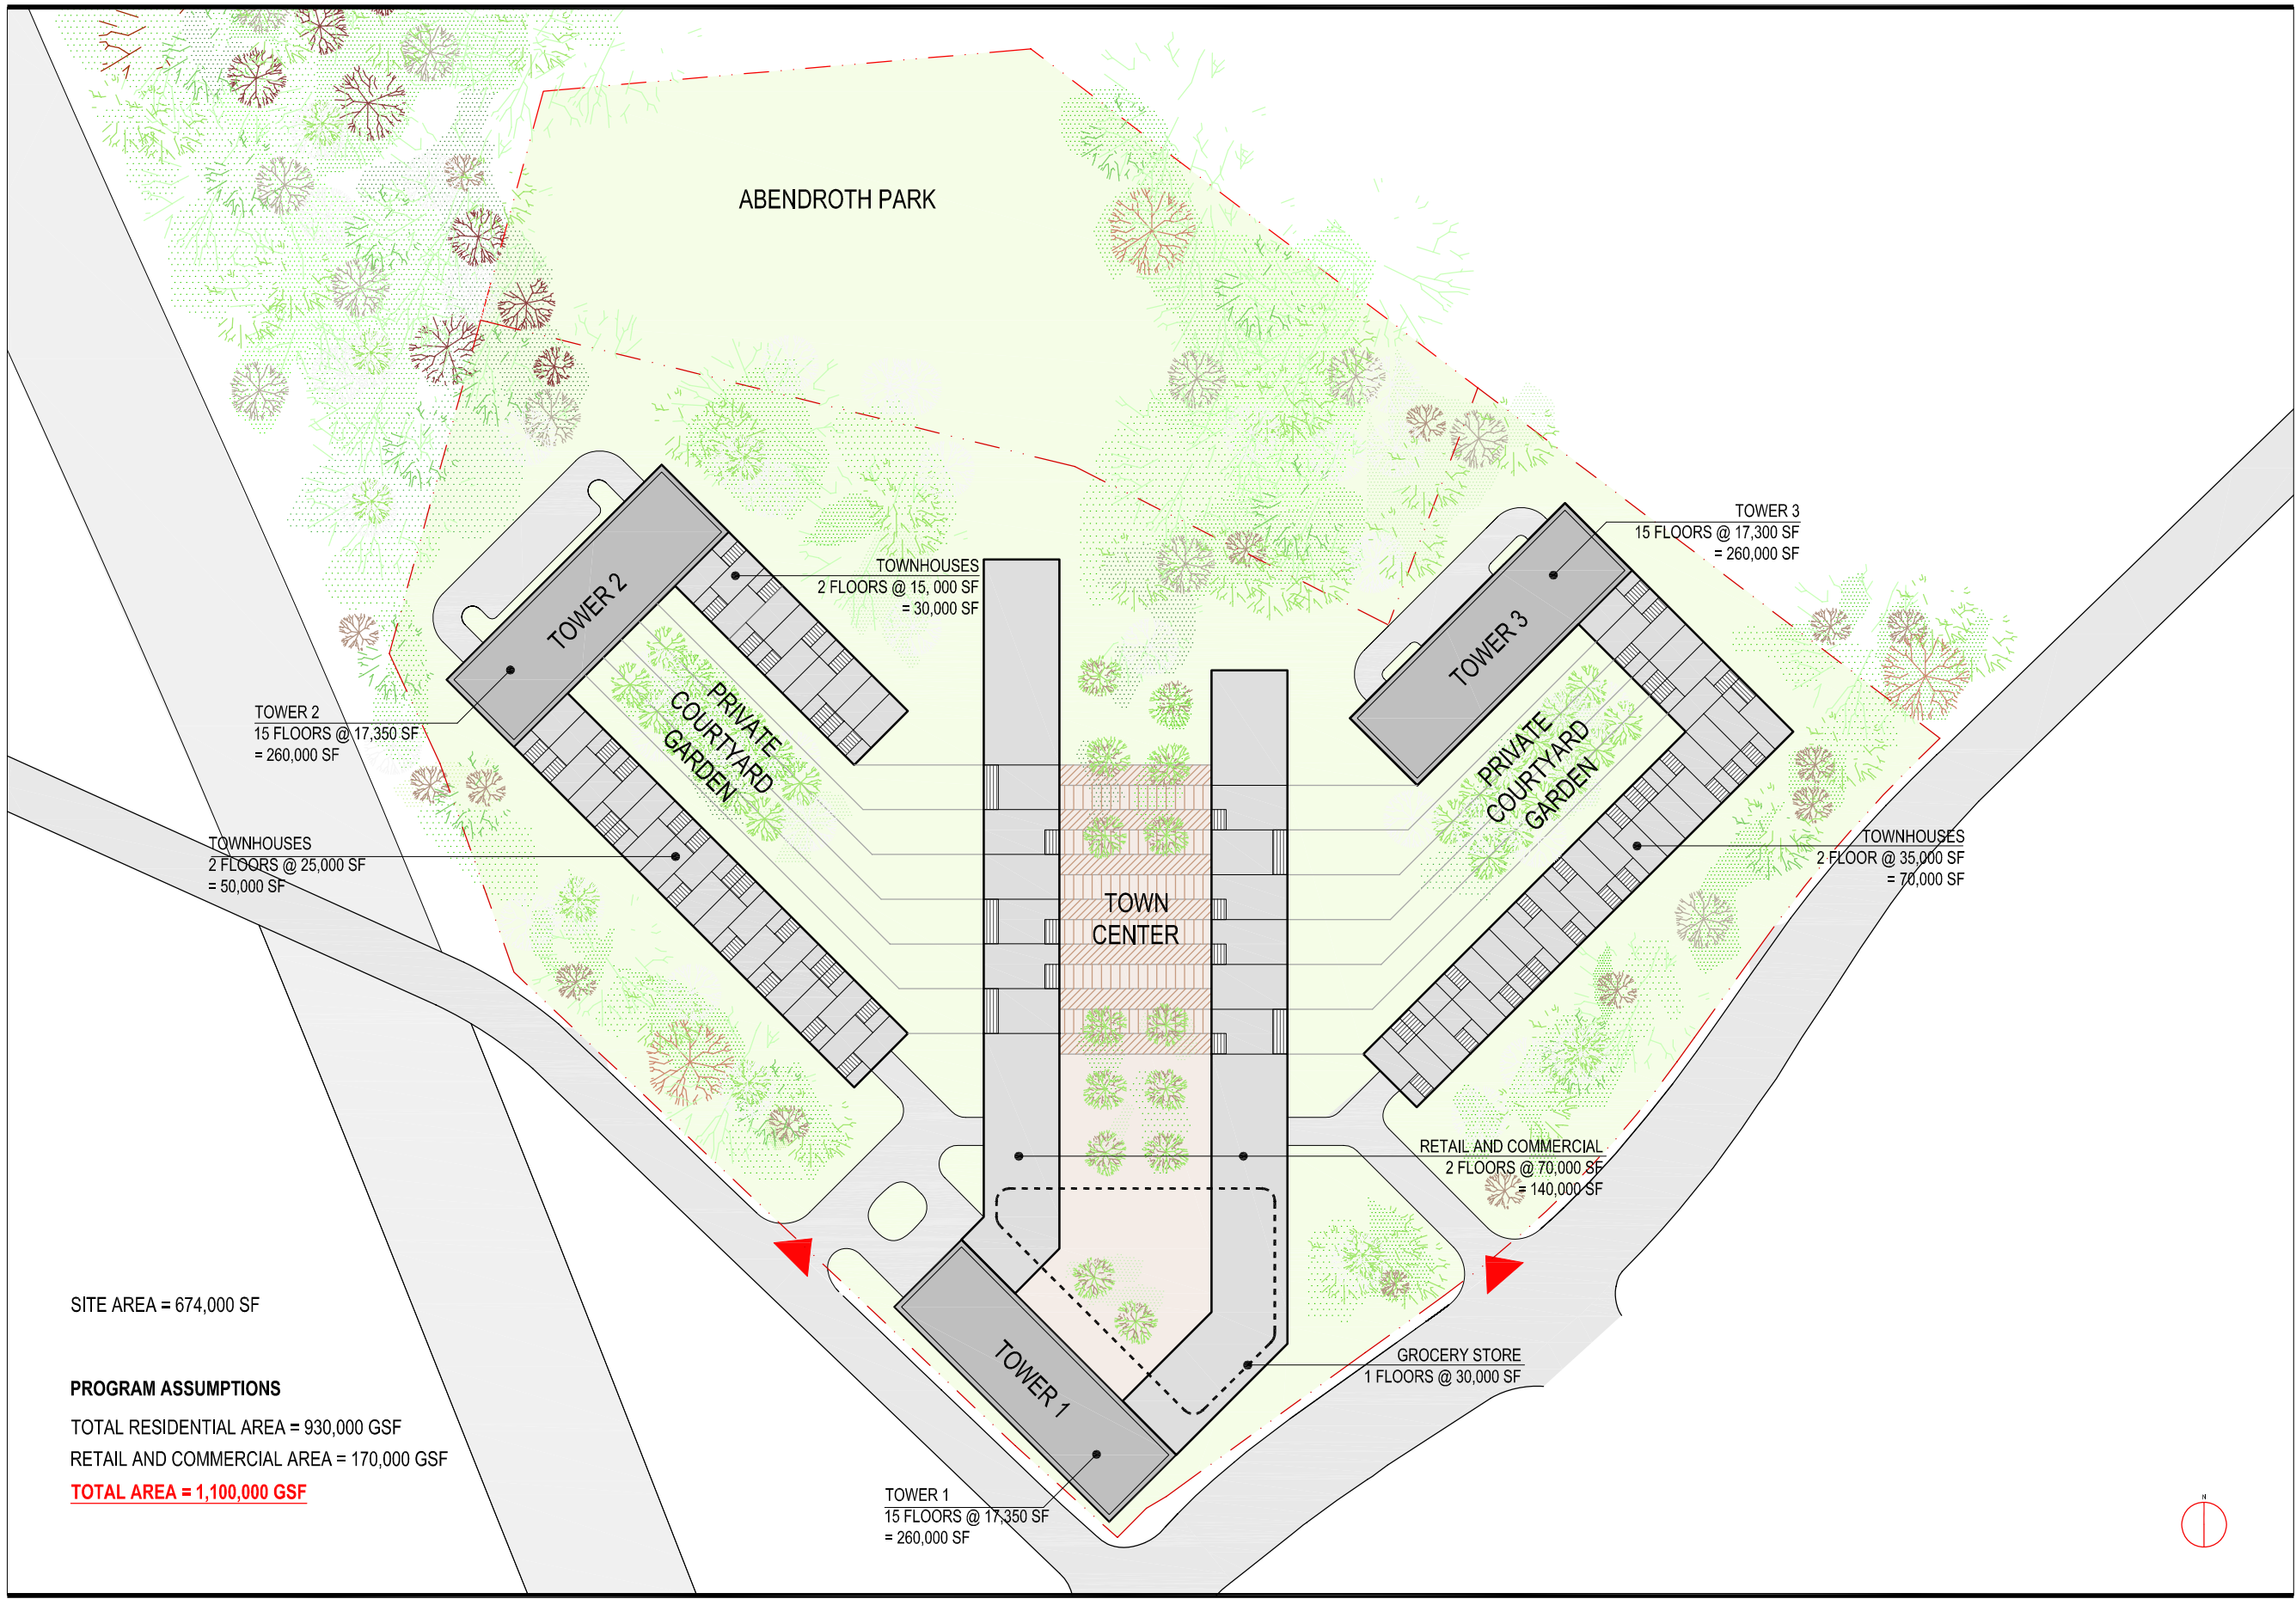 ABENDROTH PARK
TOWER 3
15 FLOORS @ 17,300 SF
= 260,000 SF
TOWNHOUSES
2 FLOORS @ 15, 000 SF
= 30,000 SF
TOWER 2
TOWER 3
PRIVATE
COURTYARD
GARDEN
PRIVATE
COURTYARD
GARDEN
TOWER 2
15 FLOORS @ 17,350 SF
= 260,000 SF
TOWNHOUSES
2 FLOORS @ 25,000 SF
= 50,000 SF
TOWNHOUSES
2 FLOOR @ 35,000 SF
= 70,000 SF
TOWN
CENTER
RETAIL AND COMMERCIAL
2 FLOORS @ 70,000 SF
= 140,000 SF
SITE AREA = 674,000 SF
GROCERY STORE
1 FLOORS @ 30,000 SF
TOWER 1
PROGRAM ASSUMPTIONS
TOTAL RESIDENTIAL AREA = 930,000 GSF
RETAIL AND COMMERCIAL AREA = 170,000 GSF
TOTAL AREA = 1,100,000 GSF
TOWER 1
15 FLOORS @ 17,350 SF
= 260,000 SF
N